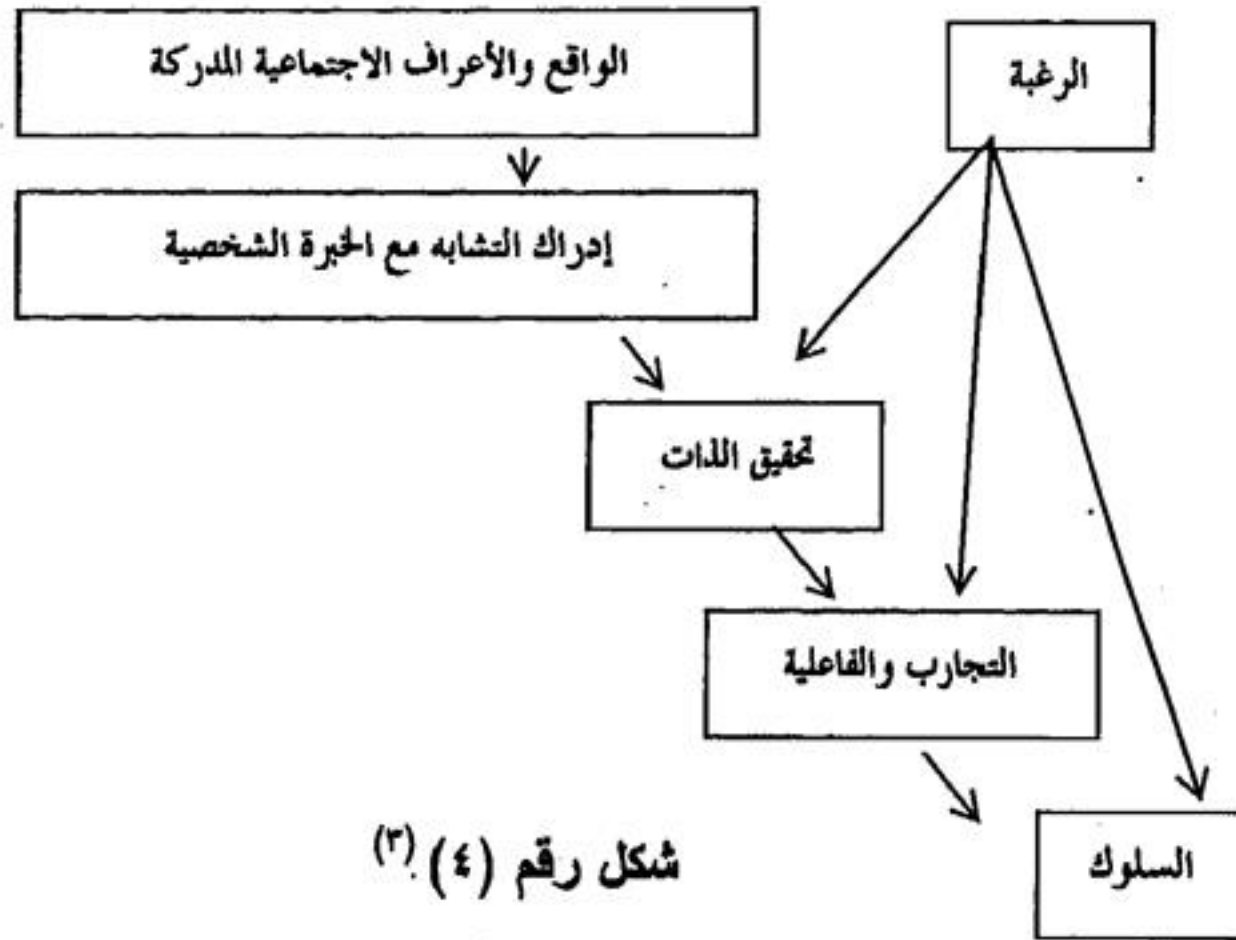 الرغبة
الواقع والأعراف الاجتماعية المدركة
إدراك التشابه مع الخبرة الشخصية
تحقيق الذات
التجارب والفاعلية
السلوك
شكل رقم (٤) (٣)